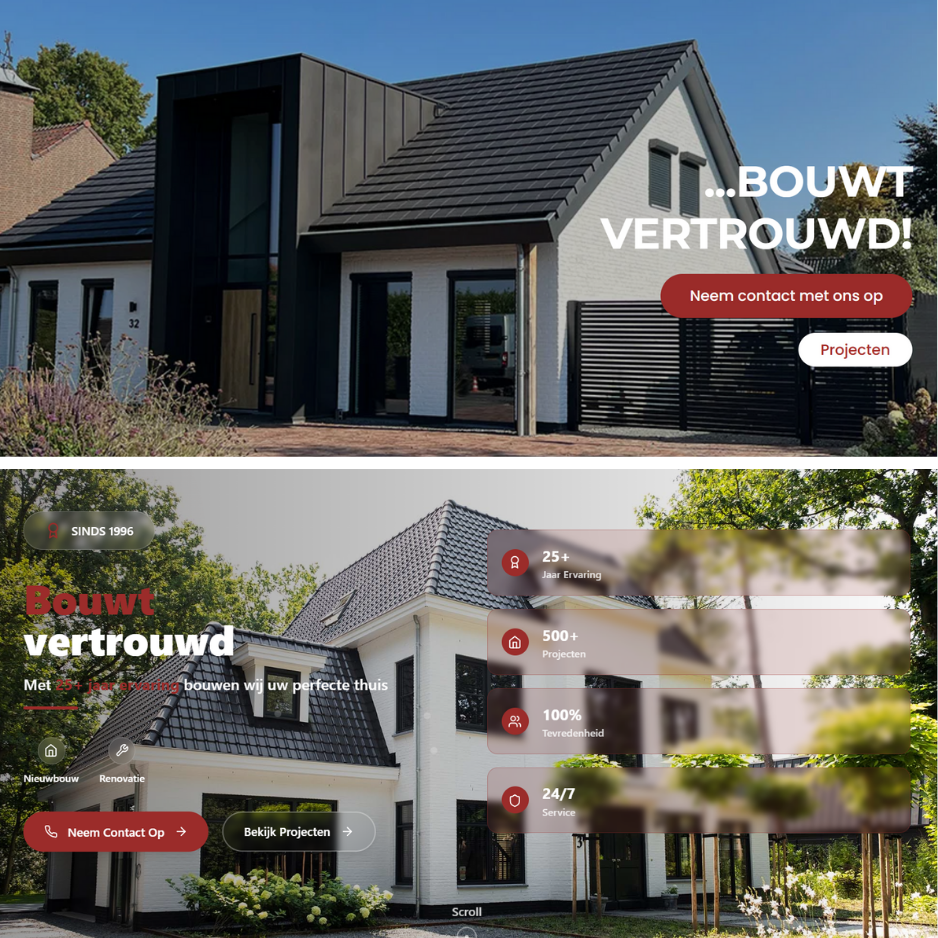 32
...BOUWT
VERTROUWD!
Neem contact met ons op
Projecten
SINDS 1996
Bouwt
vertrouwd
Met 25+ jaar ervaring bouwen wij uw perfecte thuis
Nieuwbouw
Renovatie
Neem Contact Op
Bekijk Projecten
25+
Jaar Ervaring
500+
Projecten
100%
Tevredenheid
24/7
Service
Scroll